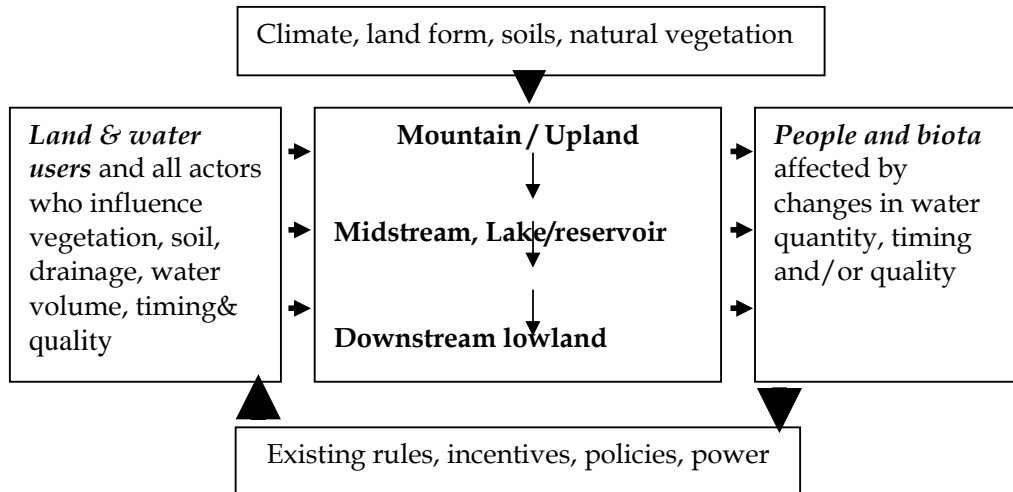 Climate, land form, soils, natural vegetation
Land & water
users and all actors
who influence
vegetation, soil,
drainage, water
volume, timing&
quality
Mountain / Upland
Midstream, Lake/reservoir
Downstream lowland
People and biota
affected by
changes in water
quantity, timing
and/or quality
Existing rules, incentives, policies, power